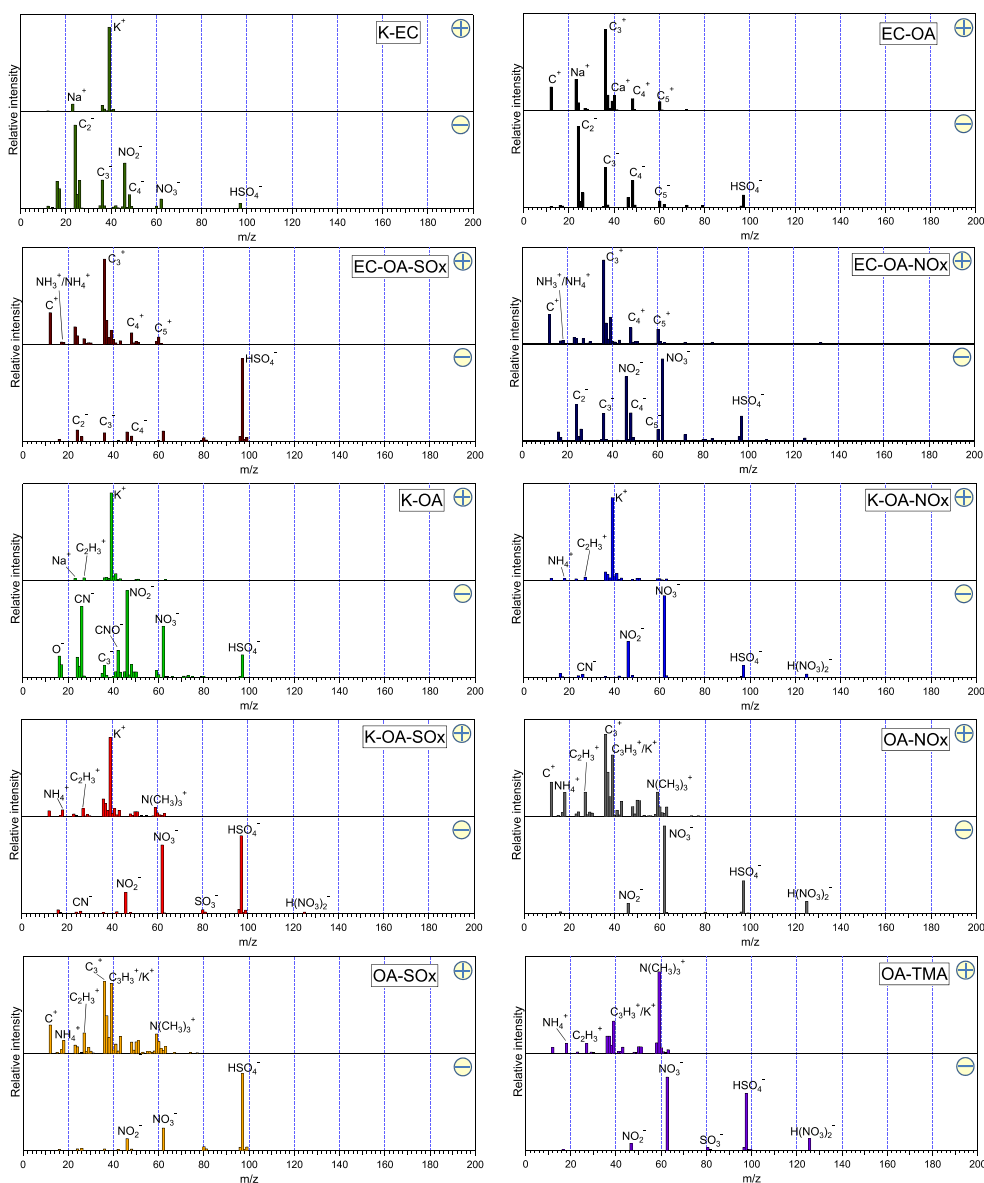 K-EC
K⁺
Na⁺
Relative intensity
C₂⁻
NO₂⁻
C₃⁻
C₄⁻
NO₃⁻
HSO₄⁻
0 20 40 60 80 100 120 140 160 180 200
m/z
EC-OA
C₃⁺
C⁺
Na⁺
Ca⁺
C₄⁺
C₅⁺
Relative intensity
C₂⁻
C₃⁻
C₄⁻
C₅⁻
HSO₄⁻
0 20 40 60 80 100 120 140 160 180 200
m/z
EC-OA-SOx
C₃⁺
NH₃⁺/NH₄⁺
C⁺
C₄⁺
C₅⁺
Relative intensity
HSO₄⁻
C₂⁻
C₃⁻
C₄⁻
0 20 40 60 80 100 120 140 160 180 200
m/z
EC-OA-NOx
C₃⁺
NH₃⁺/NH₄⁺
C⁺
C₄⁺
C₅⁺
Relative intensity
NO₃⁻
NO₂⁻
C₂⁻
C₃⁻
C₄⁻
C₅⁻
HSO₄⁻
0 20 40 60 80 100 120 140 160 180 200
m/z
K-OA
K⁺
C₂H₃⁺
Na⁺
Relative intensity
CN⁻
NO₂⁻
CNO⁻
NO₃⁻
O⁻
C₃⁻
HSO₄⁻
0 20 40 60 80 100 120 140 160 180 200
m/z
K-OA-NOx
K⁺
C₂H₃⁺
NH₄⁺
Relative intensity
NO₃⁻
NO₂⁻
CN⁻
HSO₄⁻
H(NO₃)₂⁻
0 20 40 60 80 100 120 140 160 180 200
m/z
K-OA-SOx
K⁺
C₂H₃⁺
NH₄⁺
N(CH₃)₃⁺
Relative intensity
HSO₄⁻
NO₃⁻
NO₂⁻
CN⁻
SO₃⁻
H(NO₃)₂⁻
0 20 40 60 80 100 120 140 160 180 200
m/z
OA-NOx
C₃⁺
C₂H₃⁺
C₃H₃⁺/K⁺
C⁺
NH₄⁺
N(CH₃)₃⁺
Relative intensity
NO₃⁻
HSO₄⁻
NO₂⁻
H(NO₃)₂⁻
0 20 40 60 80 100 120 140 160 180 200
m/z
OA-SOx
C₃⁺
C₃H₃⁺/K⁺
C₂H₃⁺
C⁺
NH₄⁺
N(CH₃)₃⁺
Relative intensity
HSO₄⁻
NO₃⁻
NO₂⁻
0 20 40 60 80 100 120 140 160 180 200
m/z
OA-TMA
N(CH₃)₃⁺
C₃H₃⁺/K⁺
NH₄⁺
C₂H₃⁺
Relative intensity
NO₃⁻
HSO₄⁻
NO₂⁻
SO₃⁻
H(NO₃)₂⁻
0 20 40 60 80 100 120 140 160 180 200
m/z